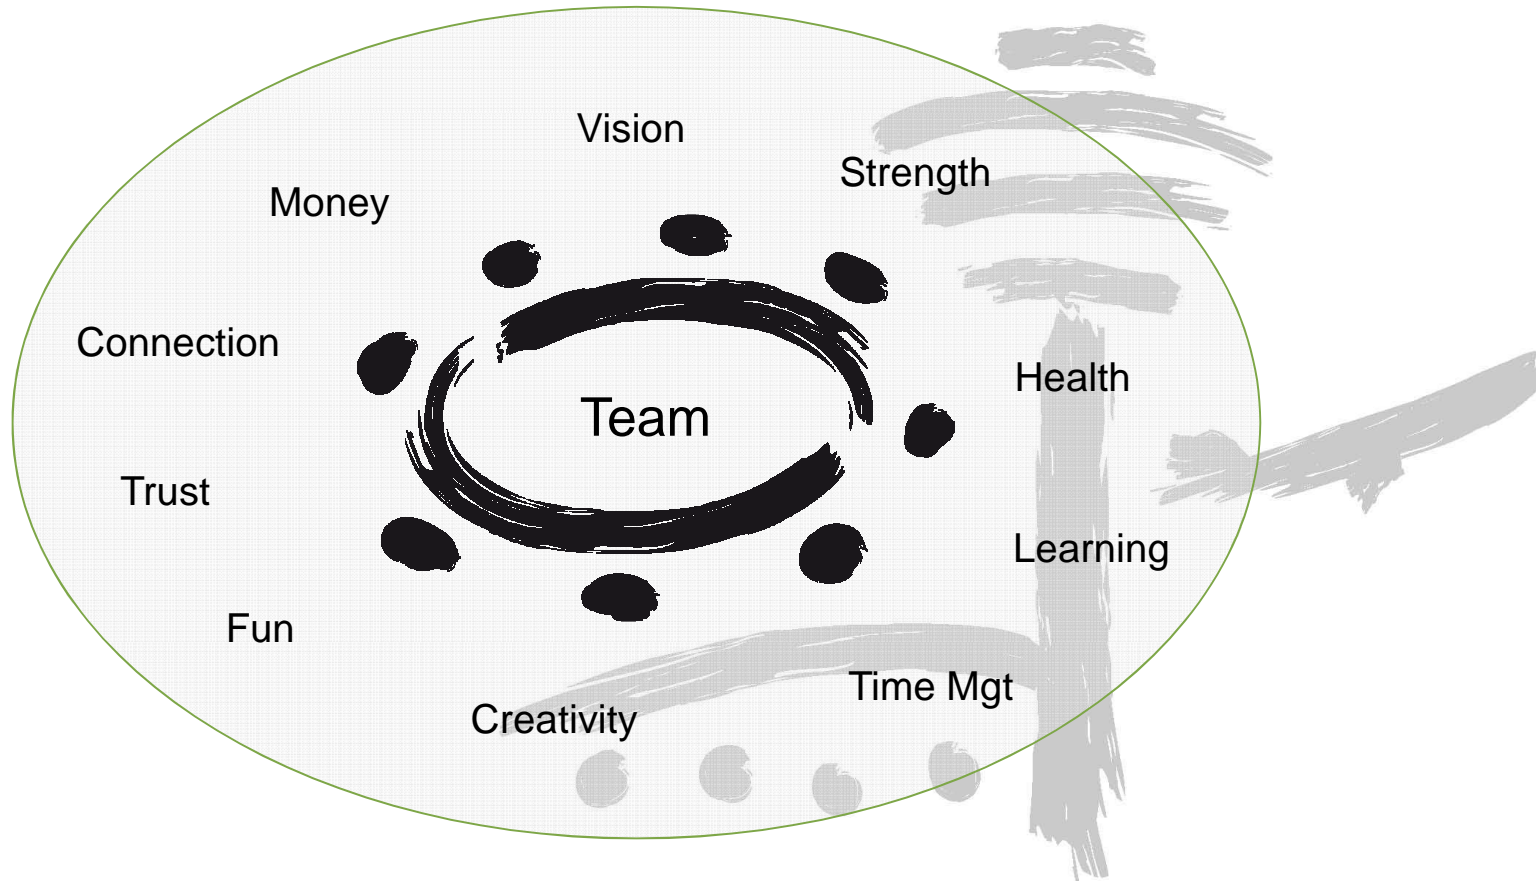 Vision
Strength
Money
Connection
Health
Team
Trust
Learning
Fun
Time Mgt
Creativity